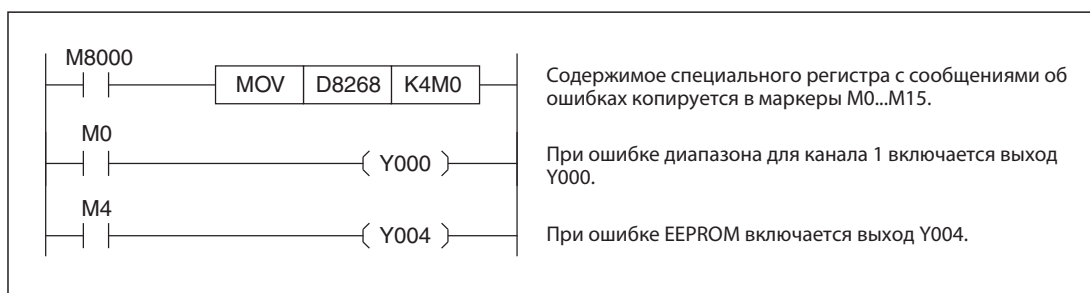 M8000
MOV D8268 K4M0
Содержимое специального регистра с сообщениями об
ошибках копируется в маркеры M0...M15.
M0
Y000
При ошибке диапазона для канала 1 включается выход
Y000.
M4
Y004
При ошибке EEPROM включается выход Y004.